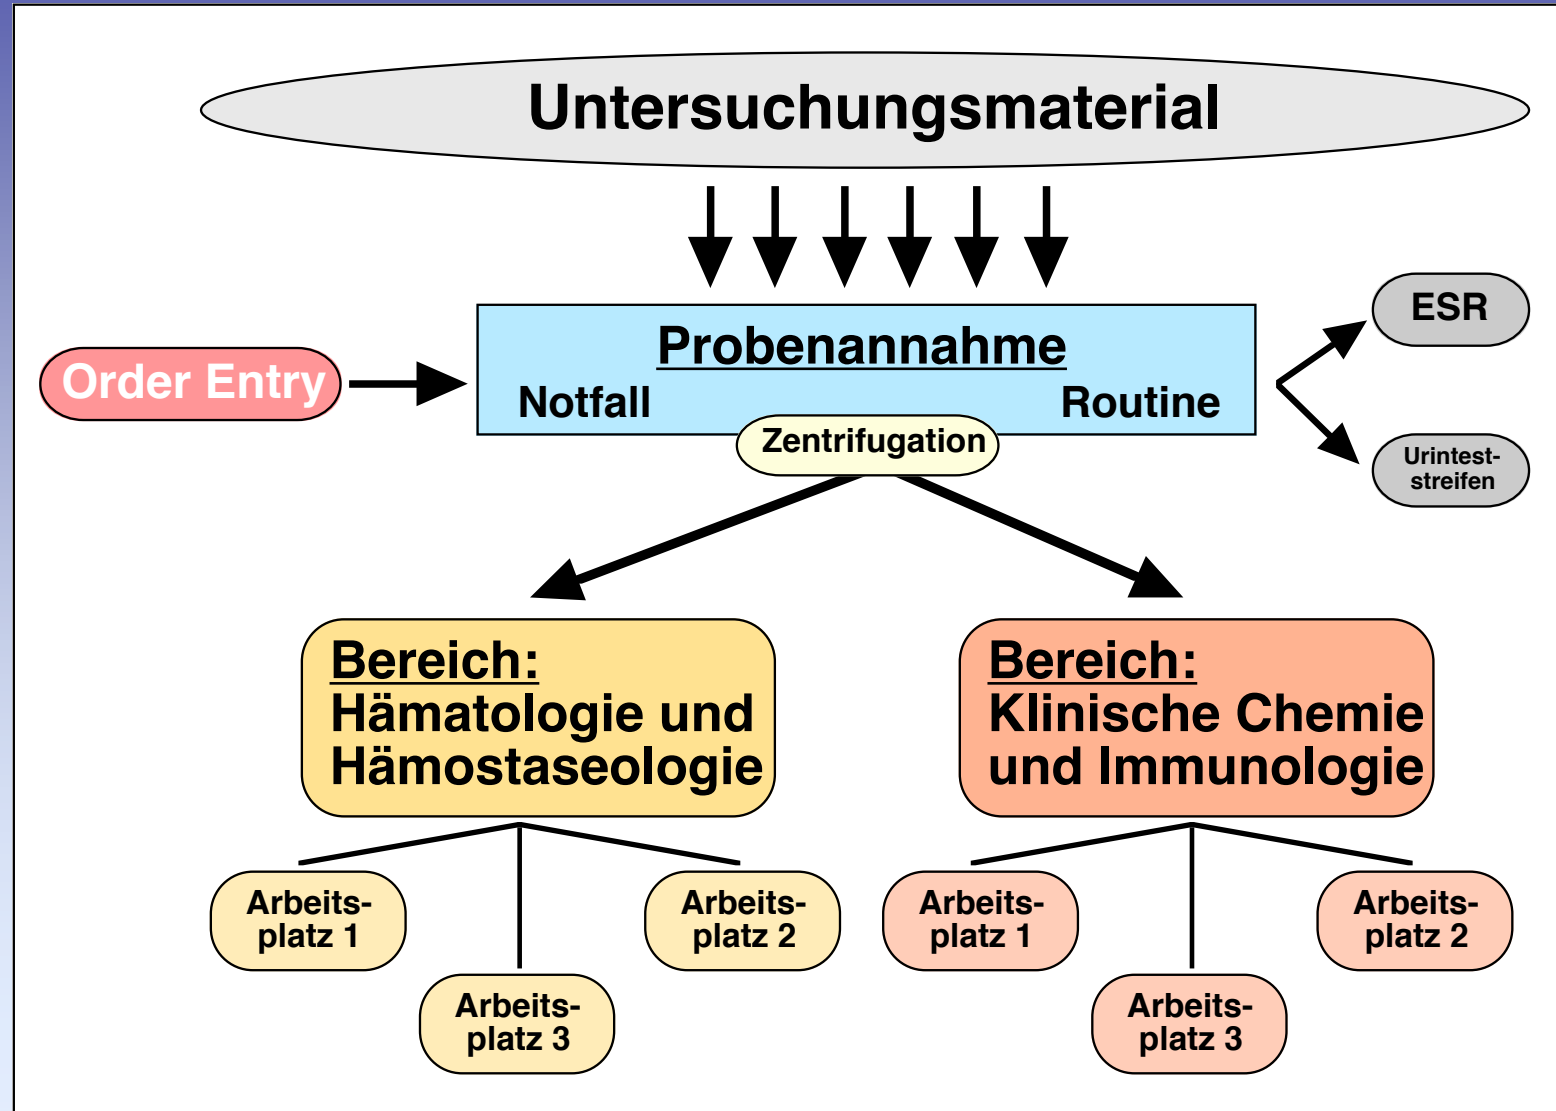 Untersuchungsmaterial
Order Entry
Probenannahme
Notfall
Routine
Zentrifugation
ESR
Urintest-
streifen
Bereich:
Hämatologie und
Hämostaseologie
Bereich:
Klinische Chemie
und Immunologie
Arbeits-
platz 1
Arbeits-
platz 2
Arbeits-
platz 3
Arbeits-
platz 1
Arbeits-
platz 2
Arbeits-
platz 3